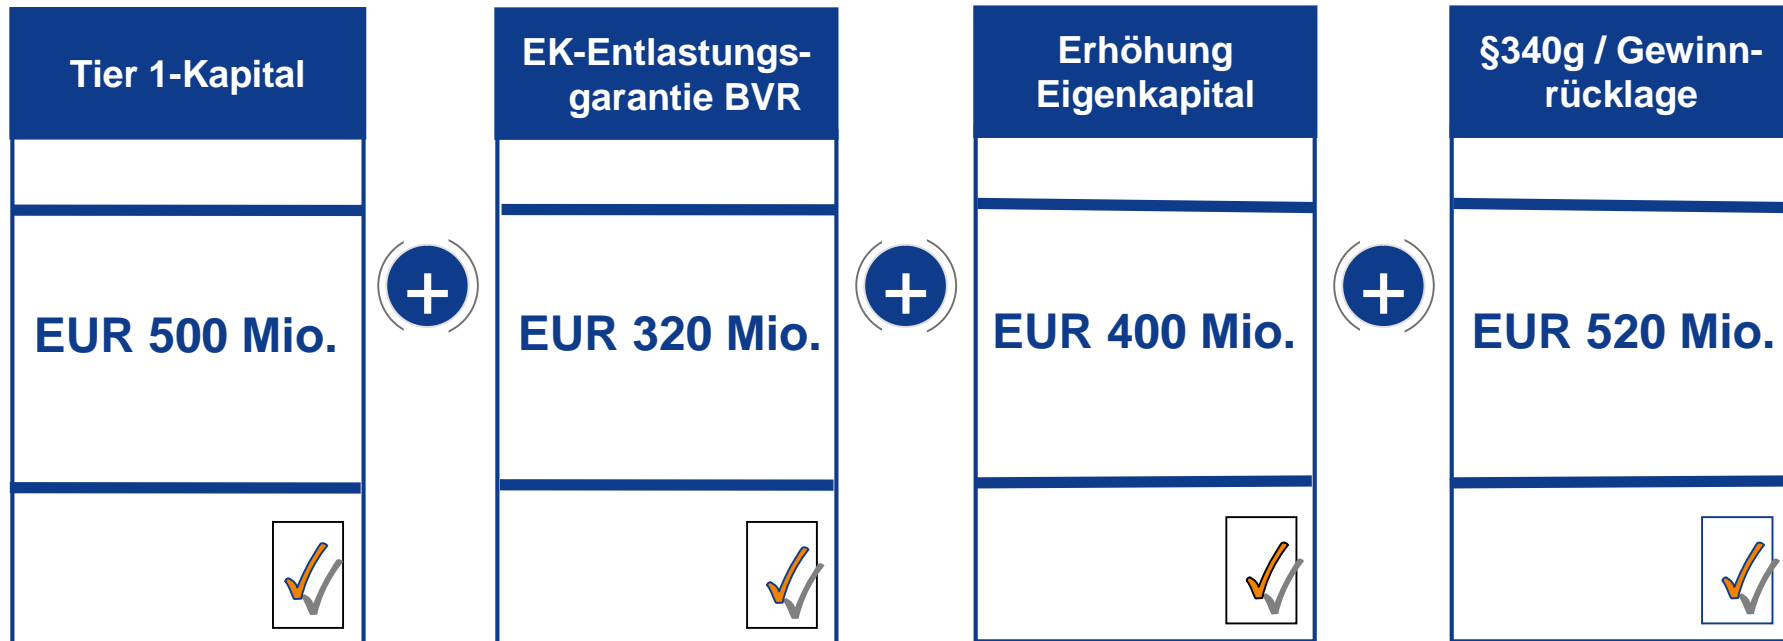 Tier 1-Kapital
EK-Entlastungs-
garantie BVR
Erhöhung
Eigenkapital
§340g / Gewinn-
rücklage
EUR 500 Mio.
+
EUR 320 Mio.
+
EUR 400 Mio.
+
EUR 520 Mio.